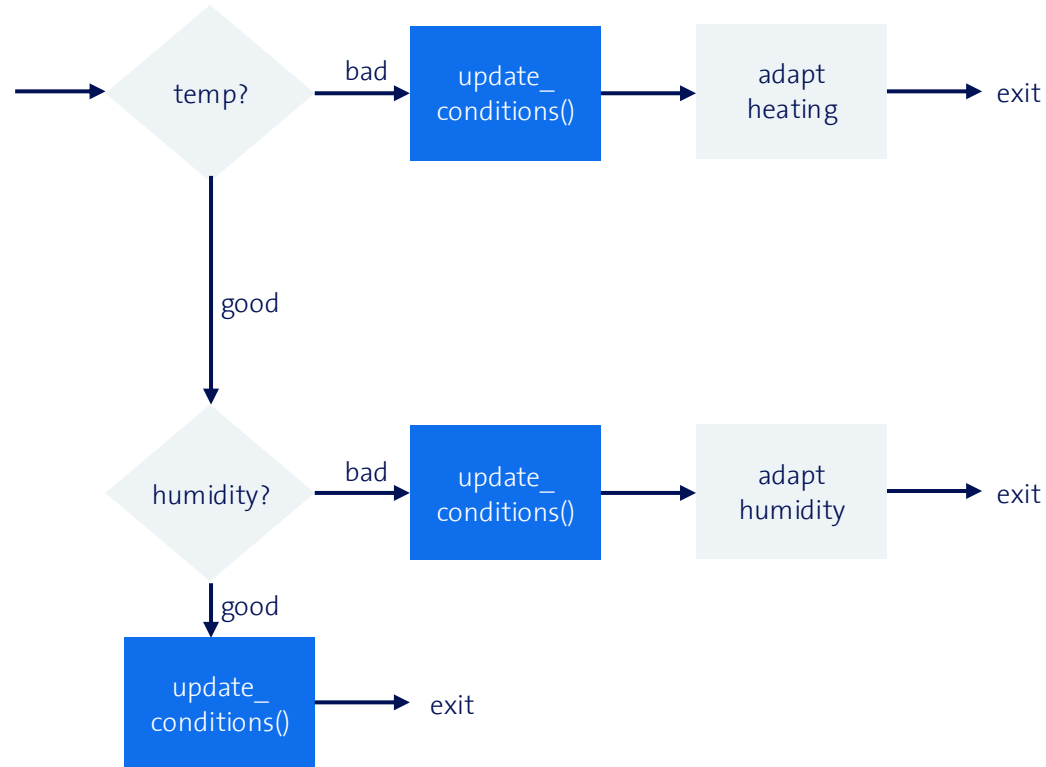 temp?
bad
update_
conditions()
adapt
heating
exit
good
humidity?
bad
update_
conditions()
adapt
humidity
exit
good
update_
conditions()
exit